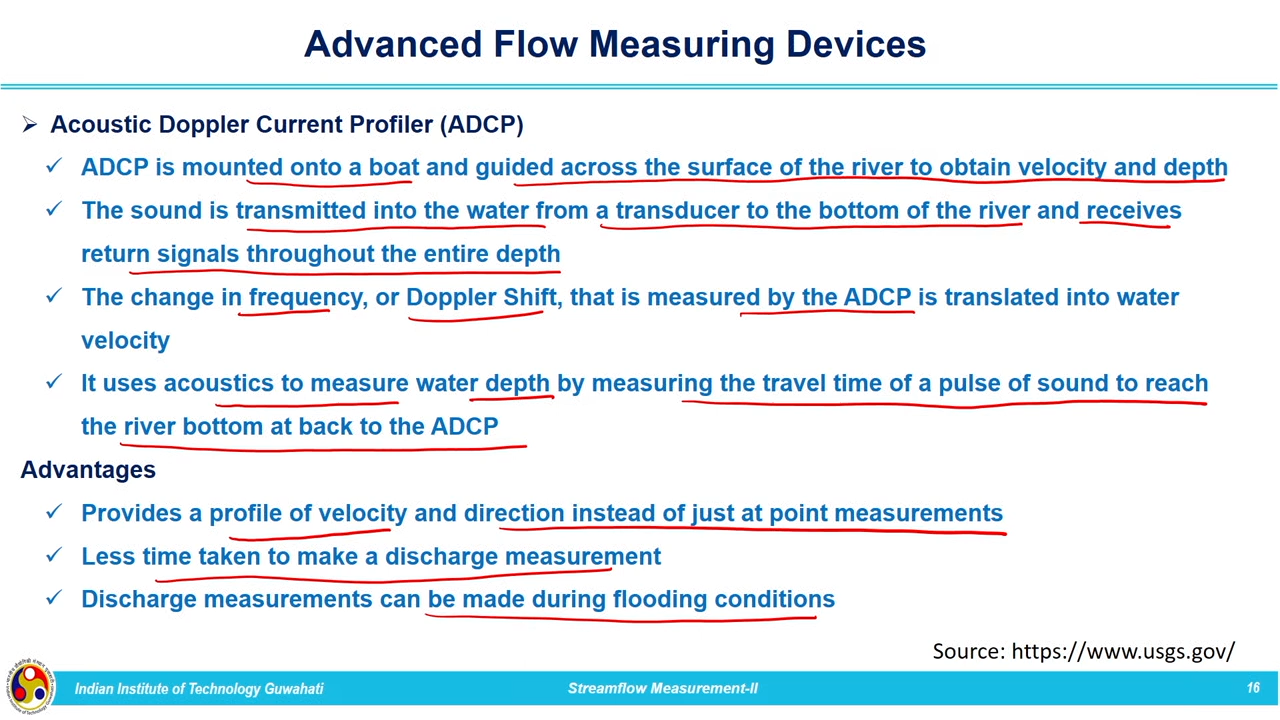 Advanced Flow Measuring Devices
➢ Acoustic Doppler Current Profiler (ADCP)
✓ ADCP is mounted onto a boat and guided across the surface of the river to obtain velocity and depth
✓ The sound is transmitted into the water from a transducer to the bottom of the river and receives
return signals throughout the entire depth
✓ The change in frequency, or Doppler Shift, that is measured by the ADCP is translated into water
velocity
✓ It uses acoustics to measure water depth by measuring the travel time of a pulse of sound to reach
the river bottom at back to the ADCP
Advantages
✓ Provides a profile of velocity and direction instead of just at point measurements
✓ Less time taken to make a discharge measurement
✓ Discharge measurements can be made during flooding conditions
Source: https://www.usgs.gov/
Indian Institute of Technology Guwahati
Streamflow Measurement-II
16